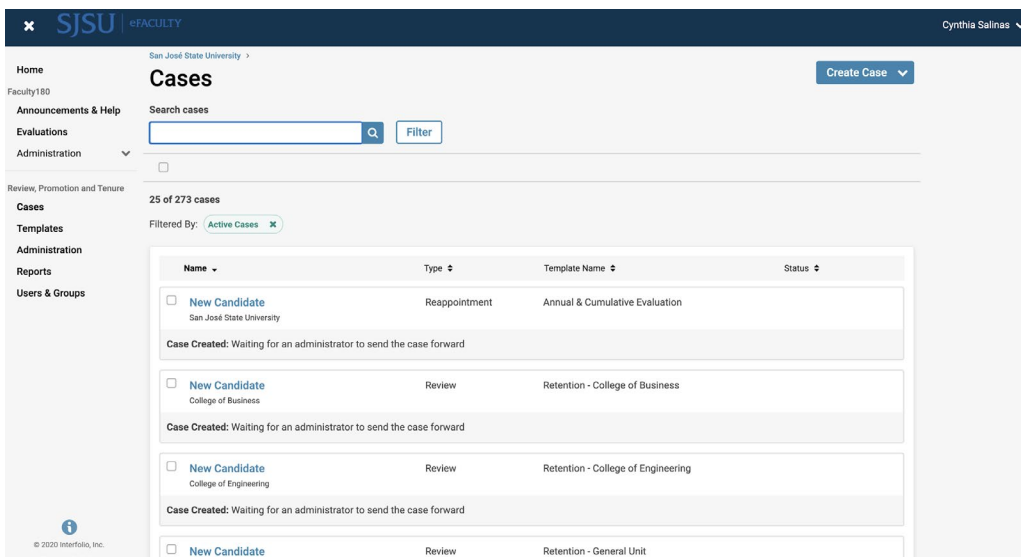 SJSU | eFACULTY
Cynthia Salinas
Home
Faculty180
Announcements & Help
Evaluations
Administration
Review, Promotion and Tenure
Cases
Templates
Administration
Reports
Users & Groups
© 2020 Interfolio, Inc.
San José State University >
Cases
Create Case
Search cases
Filter
25 of 273 cases
Filtered By: Active Cases ×
Name Type Template Name Status
New Candidate Reappointment Annual & Cumulative Evaluation
San José State University
Case Created: Waiting for an administrator to send the case forward
New Candidate Review Retention - College of Business
College of Business
Case Created: Waiting for an administrator to send the case forward
New Candidate Review Retention - College of Engineering
College of Engineering
Case Created: Waiting for an administrator to send the case forward
New Candidate Review Retention - General Unit